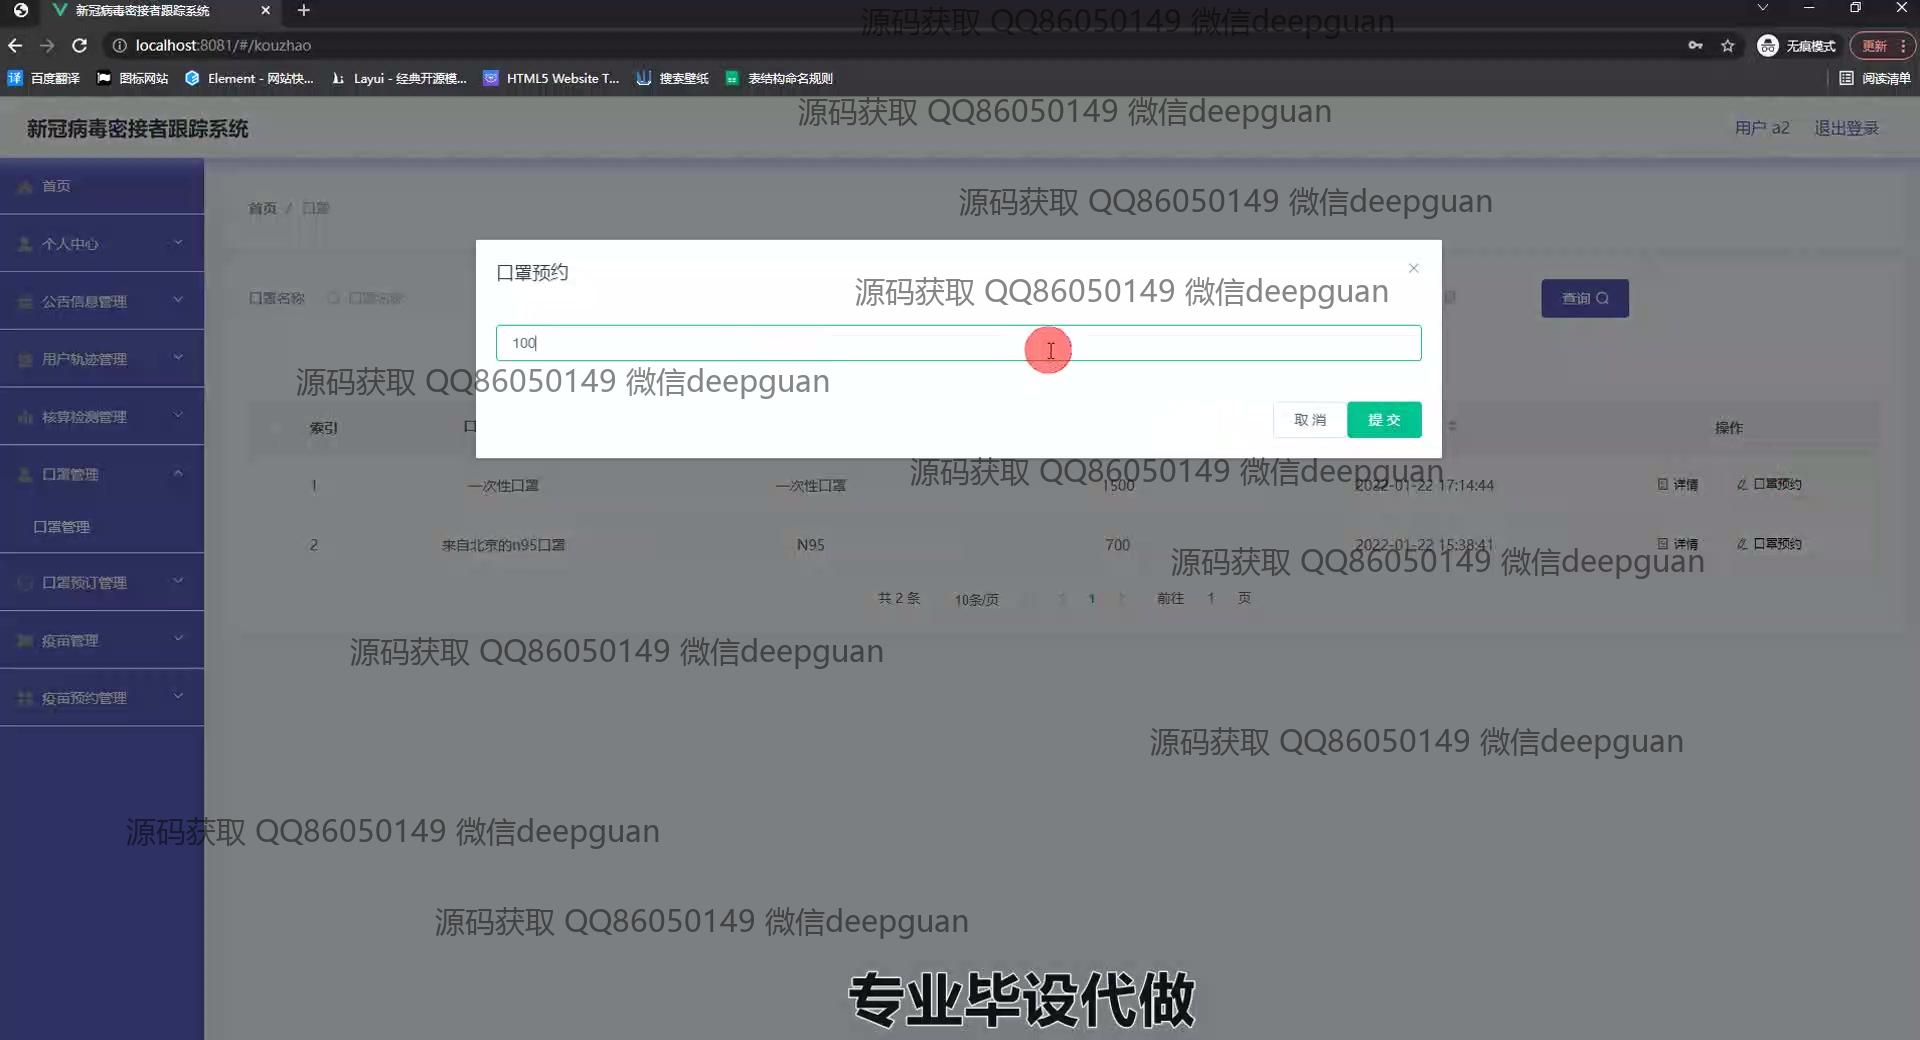 新冠病毒密接者跟踪系统
源码获取 QQ86050149 微信deepguan
localhost:8081/#/kouzhao
无痕模式
更新
百度翻译
图标网站
Element - 网站快...
Layui - 经典开源模...
HTML5 Website T...
搜索壁纸
表结构命名规则
阅读清单
源码获取 QQ86050149 微信deepguan
新冠病毒密接者跟踪系统
用户 a2
退出登录
首页
源码获取 QQ86050149 微信deepguan
首页 / 口罩
个人中心
口罩预约
源码获取 QQ86050149 微信deepguan
公告信息管理
口罩名称
口罩名称
查询
100
用户轨迹管理
源码获取 QQ86050149 微信deepguan
核算检测管理
取 消
提 交
索引
操作
口罩管理
源码获取 QQ86050149 微信deepguan
1
一次性口罩
一次性口罩
1500
2022-01-22 17:14:44
详情
口罩预约
口罩管理
2
来自北京的n95口罩
N95
700
2022-01-22 15:38:41
详情
口罩预约
源码获取 QQ86050149 微信deepguan
口罩预订管理
共 2 条
10条/页
1
前往
1
页
疫苗管理
源码获取 QQ86050149 微信deepguan
疫苗预约管理
源码获取 QQ86050149 微信deepguan
源码获取 QQ86050149 微信deepguan
源码获取 QQ86050149 微信deepguan
专业毕设代做